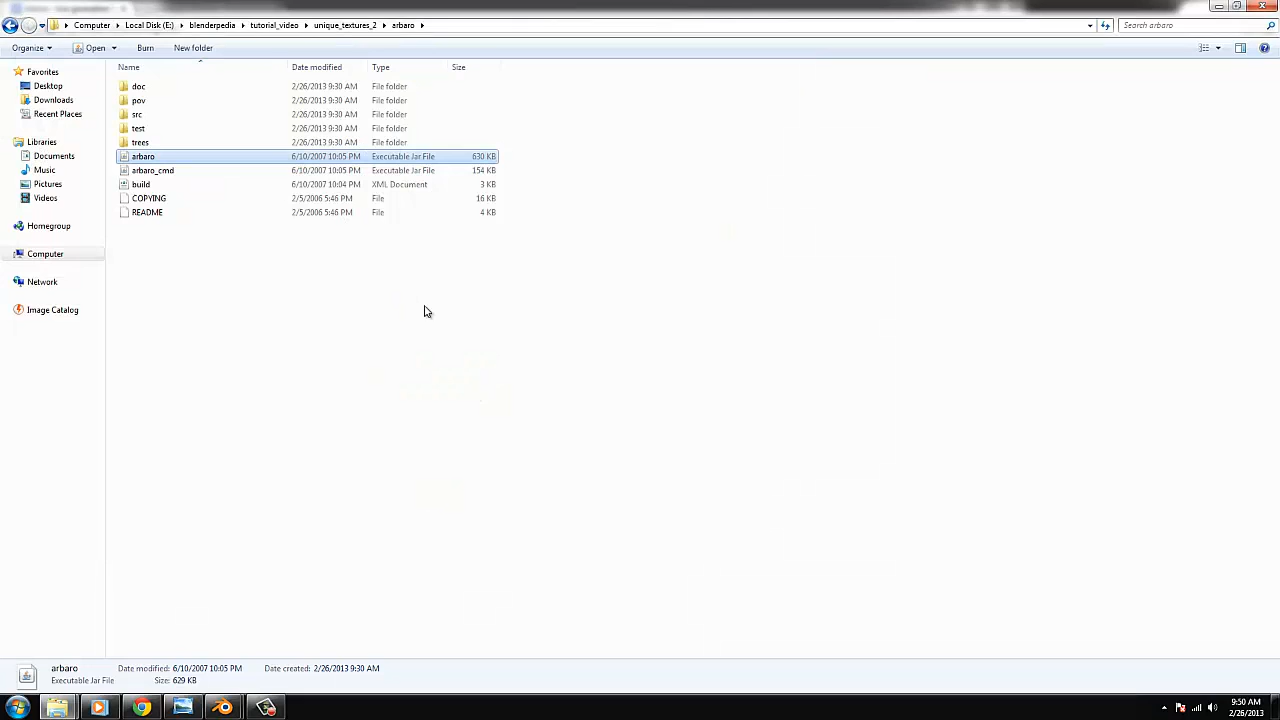 Computer ▸ Local Disk (E:) ▸ blenderpedia ▸ tutorial_video ▸ unique_textures_2 ▸ arbaro ▸
Search arbaro
Organize Open Burn New folder
Name Date modified Type Size
Favorites
Desktop
Downloads
Recent Places
Libraries
Documents
Music
Pictures
Videos
Homegroup
Computer
Network
Image Catalog
doc 2/26/2013 9:30 AM File folder
pov 2/26/2013 9:30 AM File folder
src 2/26/2013 9:30 AM File folder
test 2/26/2013 9:30 AM File folder
trees 2/26/2013 9:30 AM File folder
arbaro 6/10/2007 10:05 PM Executable Jar File 630 KB
arbaro_cmd 6/10/2007 10:05 PM Executable Jar File 154 KB
build 6/10/2007 10:04 PM XML Document 3 KB
COPYING 2/5/2006 5:46 PM File 16 KB
README 2/5/2006 5:46 PM File 4 KB
arbaro Date modified: 6/10/2007 10:05 PM Date created: 2/26/2013 9:30 AM
Executable Jar File Size: 629 KB
9:50 AM
2/26/2013